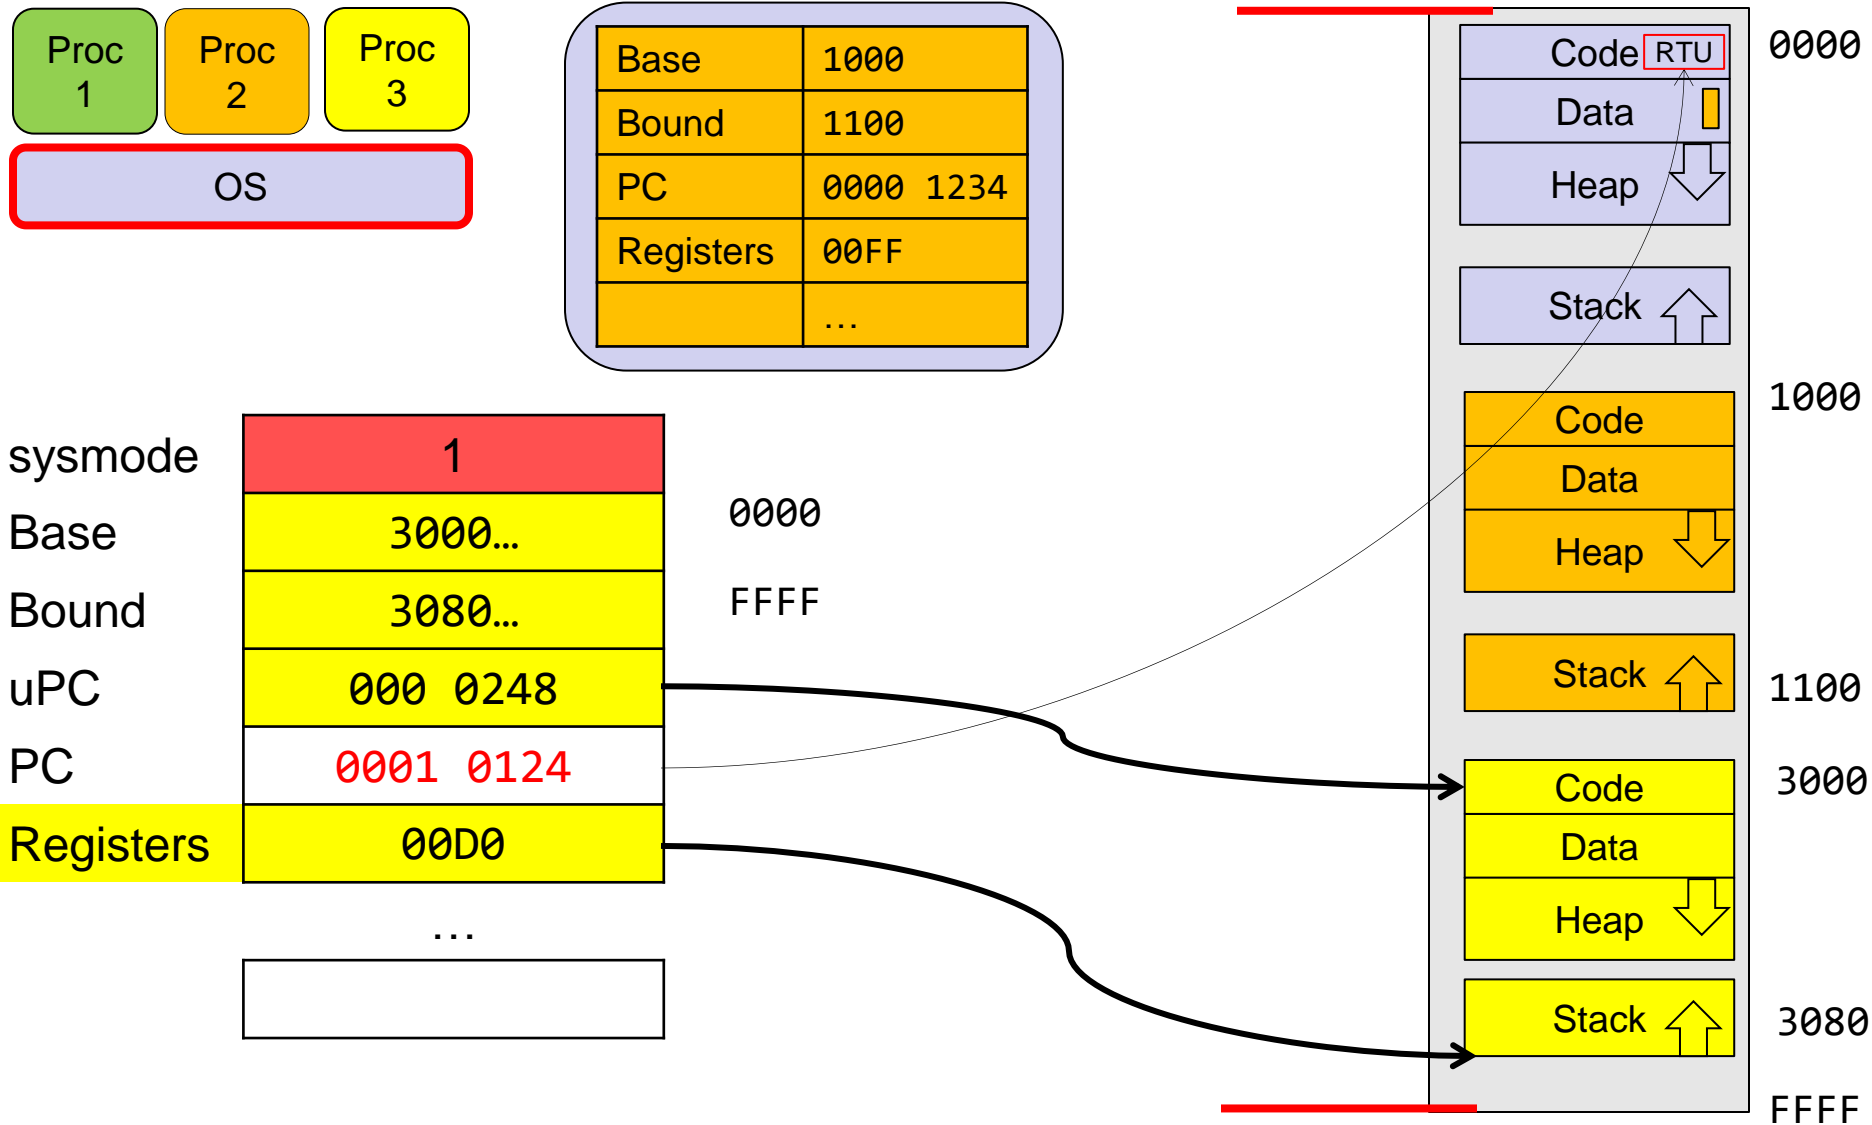 Proc
1
Proc
2
Proc
3
OS
Base 1000
Bound 1100
PC 0000 1234
Registers 00FF
…
sysmode 1
Base 3000…
Bound 3080…
uPC 000 0248
PC 0001 0124
Registers 00D0
…
0000
FFFF
Code RTU
Data
Heap
Stack
Code
Data
Heap
Stack
Code
Data
Heap
Stack
0000
1000
1100
3000
3080
FFFF